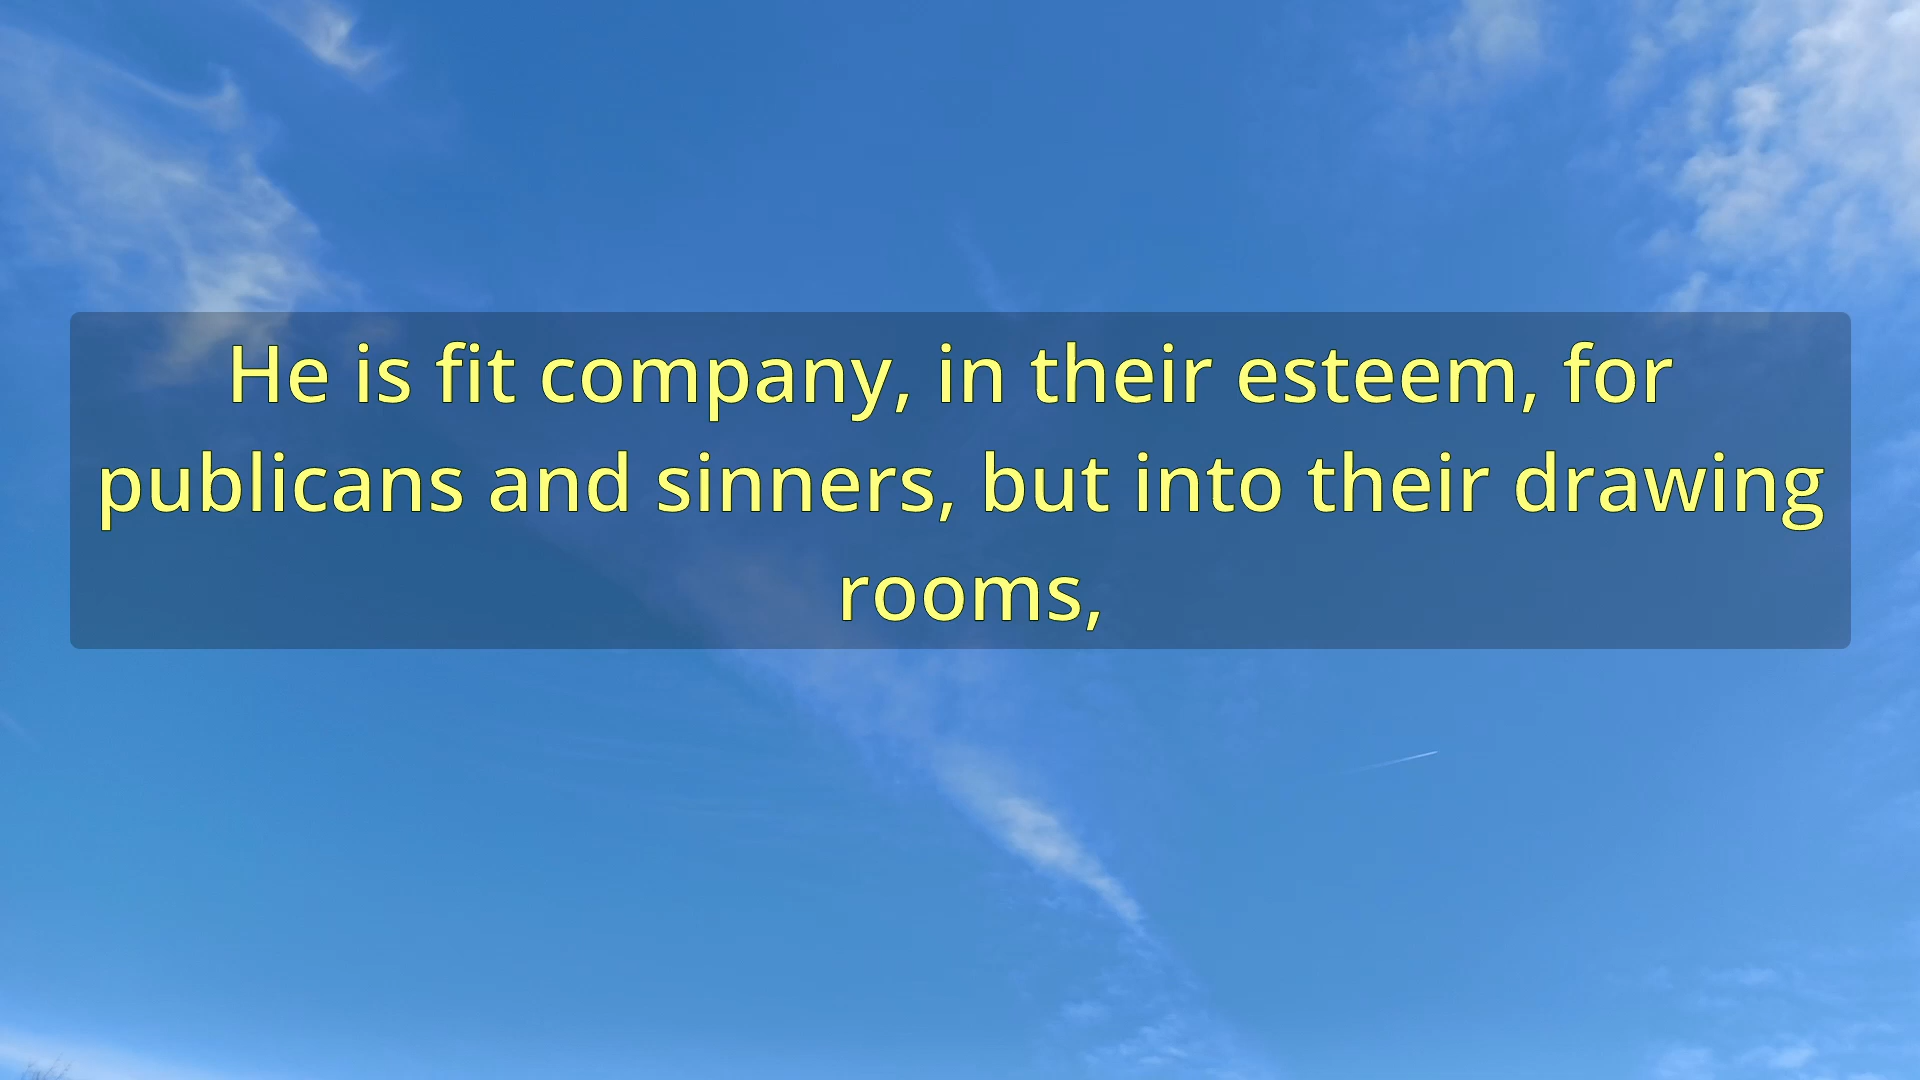 He is fit company, in their esteem, for
publicans and sinners, but into their drawing
rooms,